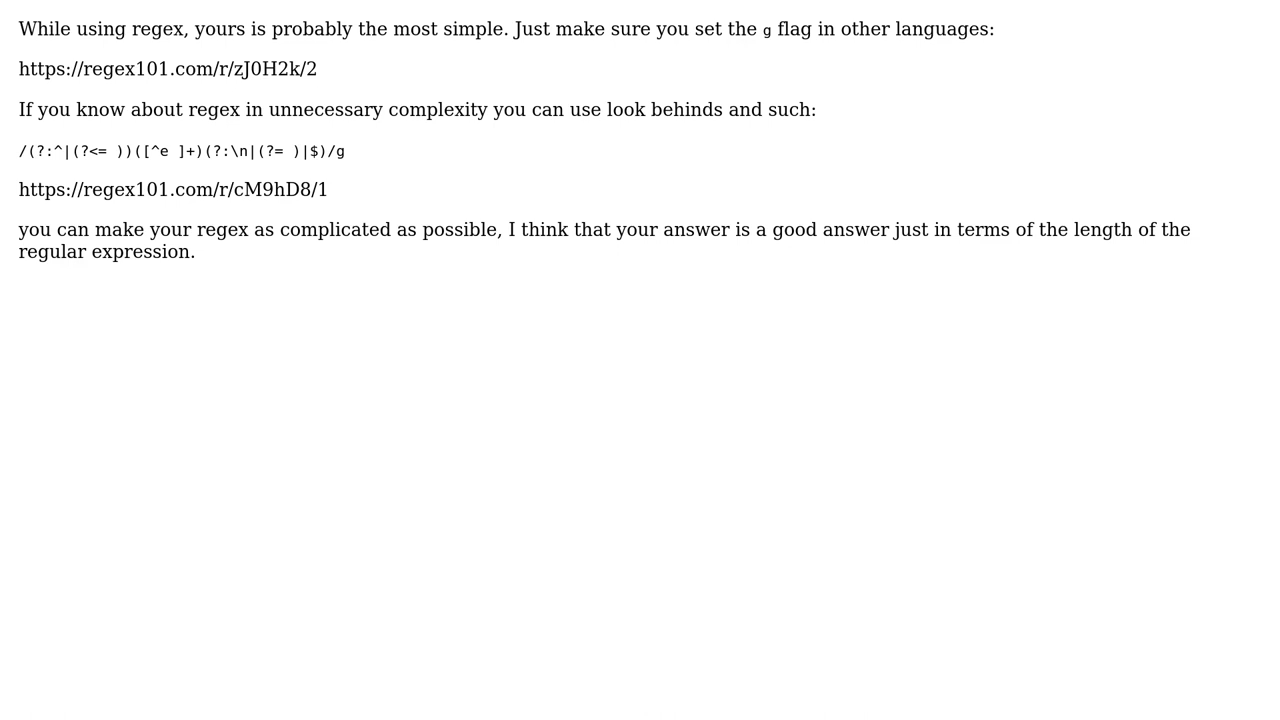 While using regex, yours is probably the most simple. Just make sure you set the g flag in other languages:
https://regex101.com/r/zJ0H2k/2
If you know about regex in unnecessary complexity you can use look behinds and such:
/(?:^|(?<= ))([^e ]+)(?:\n|(?= )|$)/g
https://regex101.com/r/cM9hD8/1
you can make your regex as complicated as possible, I think that your answer is a good answer just in terms of the length of the
regular expression.